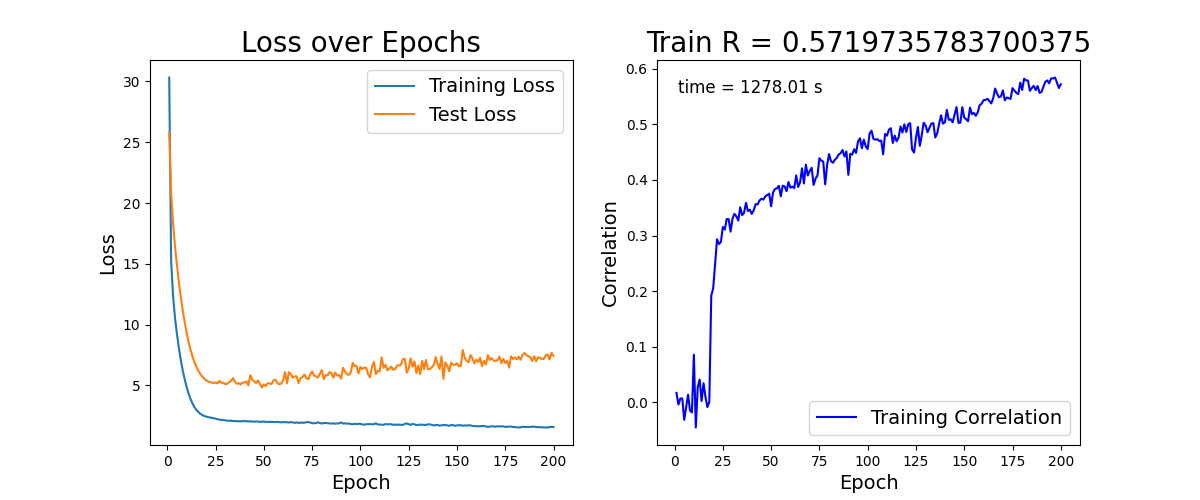 Loss over Epochs
Loss
30
25
20
15
10
5
Training Loss
Test Loss
0 25 50 75 100 125 150 175 200
Epoch
Train R = 0.5719735783700375
Correlation
0.6
0.5
0.4
0.3
0.2
0.1
0.0
time = 1278.01 s
Training Correlation
0 25 50 75 100 125 150 175 200
Epoch